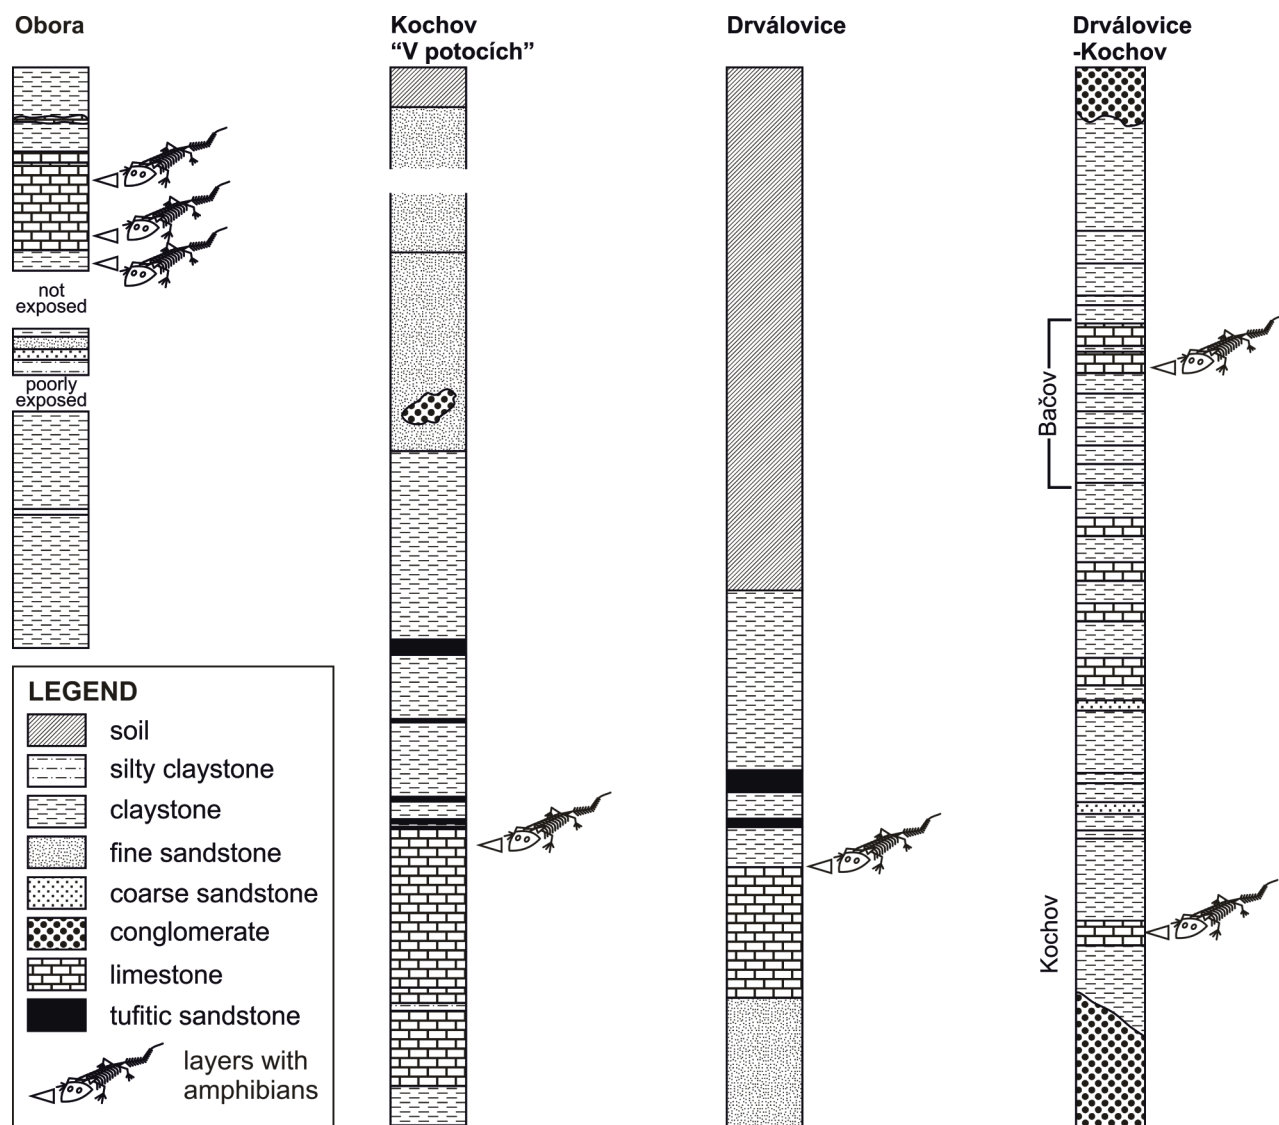 Obora
Kochov
“V potocích”
Drválovice
Drválovice
-Kochov
not
exposed
poorly
exposed
Bačov
Kochov
LEGEND
soil
silty claystone
claystone
fine sandstone
coarse sandstone
conglomerate
limestone
tufitic sandstone
layers with
amphibians